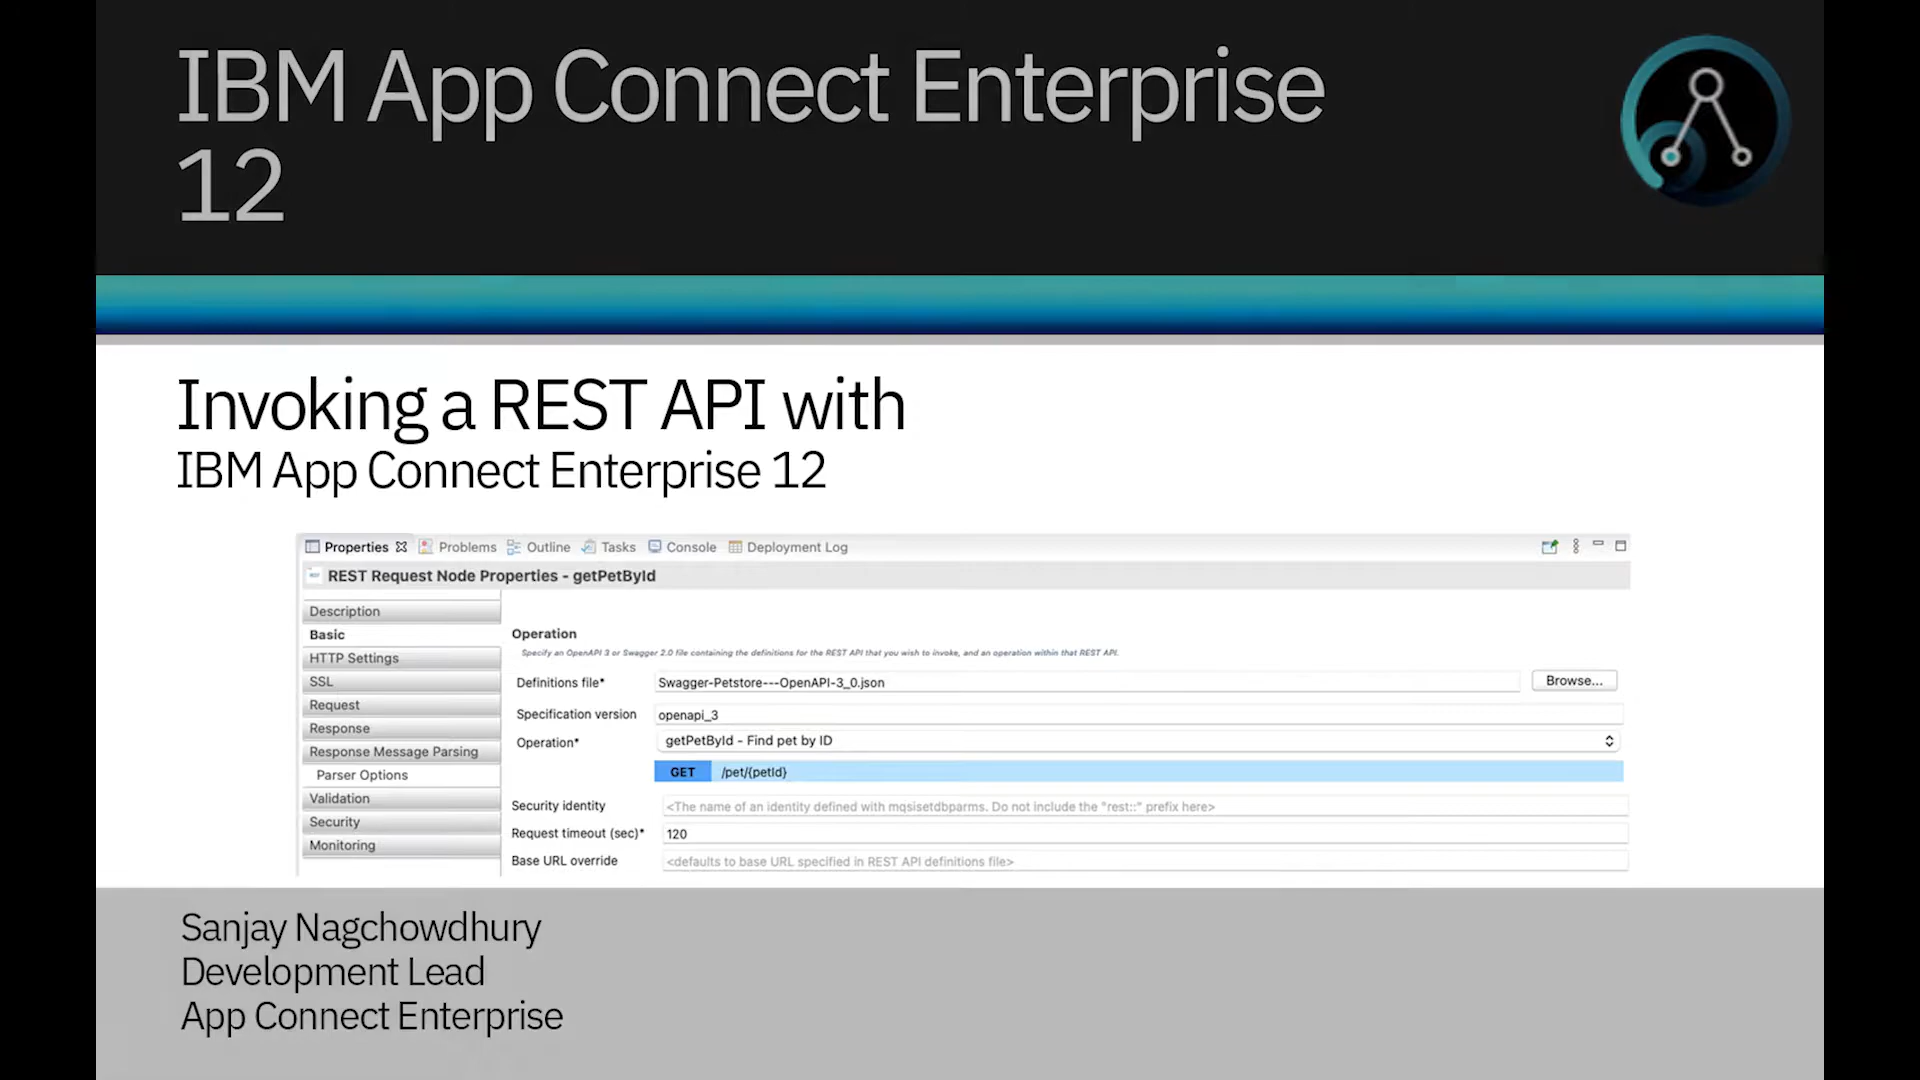 IBM App Connect Enterprise
12
Invoking a REST API with
IBM App Connect Enterprise 12
Properties Problems Outline Tasks Console Deployment Log
REST Request Node Properties - getPetById
Description
Basic
HTTP Settings
SSL
Request
Response
Response Message Parsing
Parser Options
Validation
Security
Monitoring
Operation
Specify an OpenAPI 3 or Swagger 2.0 file containing the definitions for the REST API that you wish to invoke, and an operation within that REST API.
Definitions file* Swagger-Petstore---OpenAPI-3_0.json Browse...
Specification version openapi_3
Operation* getPetById - Find pet by ID
GET /pet/{petId}
Security identity <The name of an identity defined with mqsisetdbparms. Do not include the "rest::" prefix here>
Request timeout (sec)* 120
Base URL override <defaults to base URL specified in REST API definitions file>
Sanjay Nagchowdhury
Development Lead
App Connect Enterprise